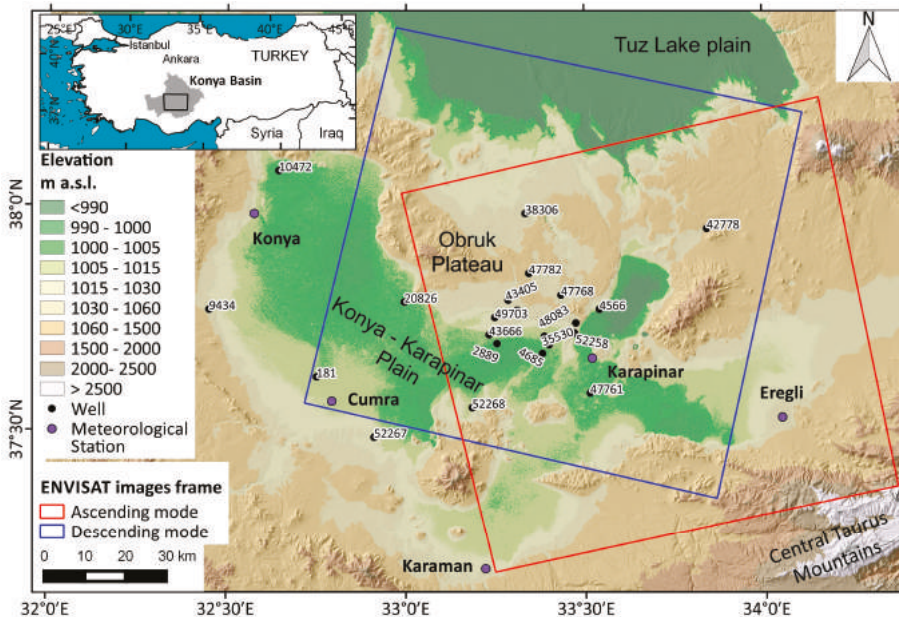 25°E
30°E
35°E
40°E
45°E
40°N
37°N
Istanbul
Ankara
TURKEY
Konya Basin
Syria
Iraq
N
Tuz Lake plain
Elevation
m a.s.l.
<990
990 - 1000
1000 - 1005
1005 - 1015
1015 - 1030
1030 - 1060
1060 - 1500
1500 - 2000
2000- 2500
> 2500
Well
Meteorological
Station
ENVISAT images frame
Ascending mode
Descending mode
0 10 20 30 km
38°0'N
37°30'N
10472
Konya
9434
38306
42778
Obruk
Plateau
47782
20826
43405
47768
4566
49703
48083
43666
35530
52258
2889
4685
Konya - Karapinar
Plain
Karapinar
181
Cumra
52268
47761
Eregli
52267
Karaman
Central Taurus
Mountains
32°0'E
32°30'E
33°0'E
33°30'E
34°0'E